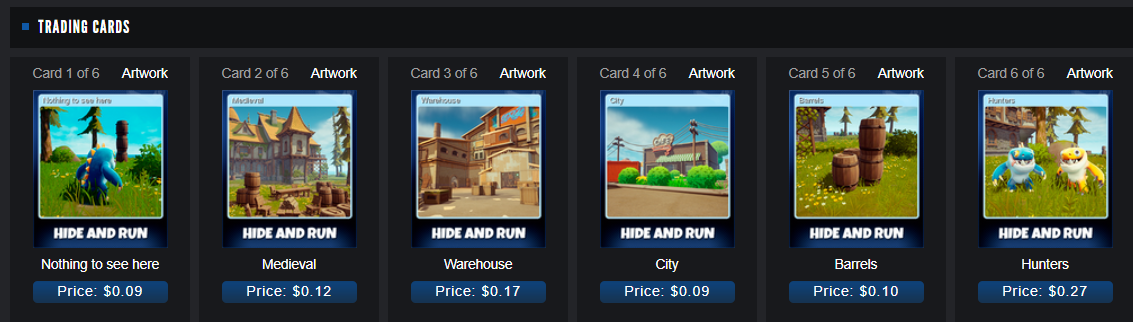 TRADING CARDS
Card 1 of 6 Artwork
Nothing to see here
HIDE AND RUN
Nothing to see here
Price: $0.09
Card 2 of 6 Artwork
Medieval
HIDE AND RUN
Medieval
Price: $0.12
Card 3 of 6 Artwork
Warehouse
HIDE AND RUN
Warehouse
Price: $0.17
Card 4 of 6 Artwork
City
HIDE AND RUN
City
Price: $0.09
Card 5 of 6 Artwork
Barrels
HIDE AND RUN
Barrels
Price: $0.10
Card 6 of 6 Artwork
Hunters
HIDE AND RUN
Hunters
Price: $0.27